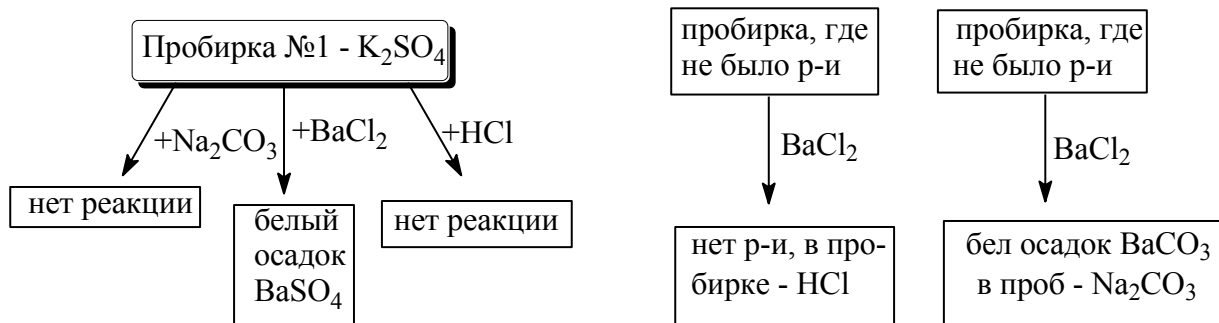 Пробирка №1 - K₂SO₄
+Na₂CO₃
+BaCl₂
+HCl
нет реакции
белый
осадок
BaSO₄
нет реакции
пробирка, где
не было р-и
BaCl₂
нет р-и, в про-
бирке - HCl
пробирка, где
не было р-и
BaCl₂
бел осадок BaCO₃
в проб - Na₂CO₃